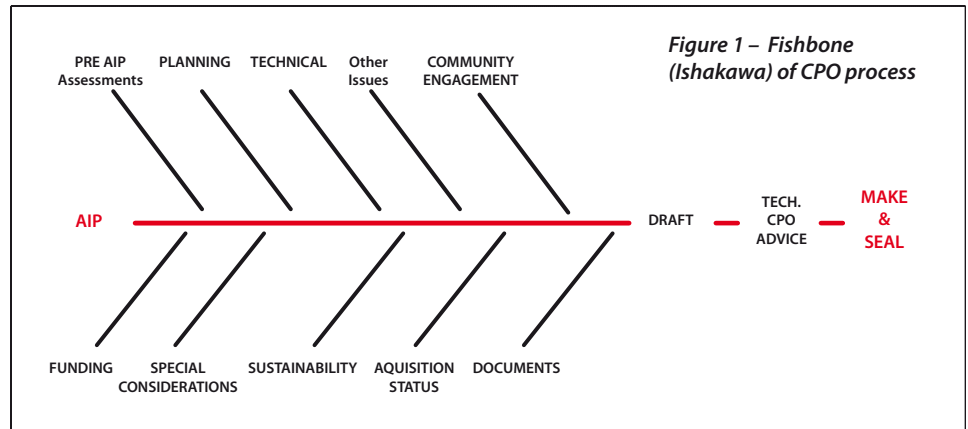 Figure 1 – Fishbone
(Ishakawa) of CPO process
PRE AIP
Assessments
PLANNING
TECHNICAL
Other
Issues
COMMUNITY
ENGAGEMENT
AIP
DRAFT
TECH.
CPO
ADVICE
MAKE
&
SEAL
FUNDING
SPECIAL
CONSIDERATIONS
SUSTAINABILITY
AQUISITION
STATUS
DOCUMENTS